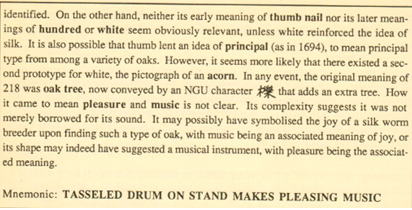 identified. On the other hand, neither its early meaning of thumb nail nor its later mean-
ings of hundred or white seem obviously relevant, unless white reinforced the idea of
silk. It is also possible that thumb lent an idea of principal (as in 1694), to mean principal
type from among a variety of oaks. However, it seems more likely that there existed a sec-
ond prototype for white, the pictograph of an acorn. In any event, the original meaning of
218 was oak tree, now conveyed by an NGU character 檪 that adds an extra tree. How
it came to mean pleasure and music is not clear. Its complexity suggests it was not
merely borrowed for its sound. It may possibly have symbolised the joy of a silk worm
breeder upon finding such a type of oak, with music being an associated meaning of joy, or
its shape may indeed have suggested a musical instrument, with pleasure being the associat-
ed meaning.
Mnemonic: TASSELED DRUM ON STAND MAKES PLEASING MUSIC